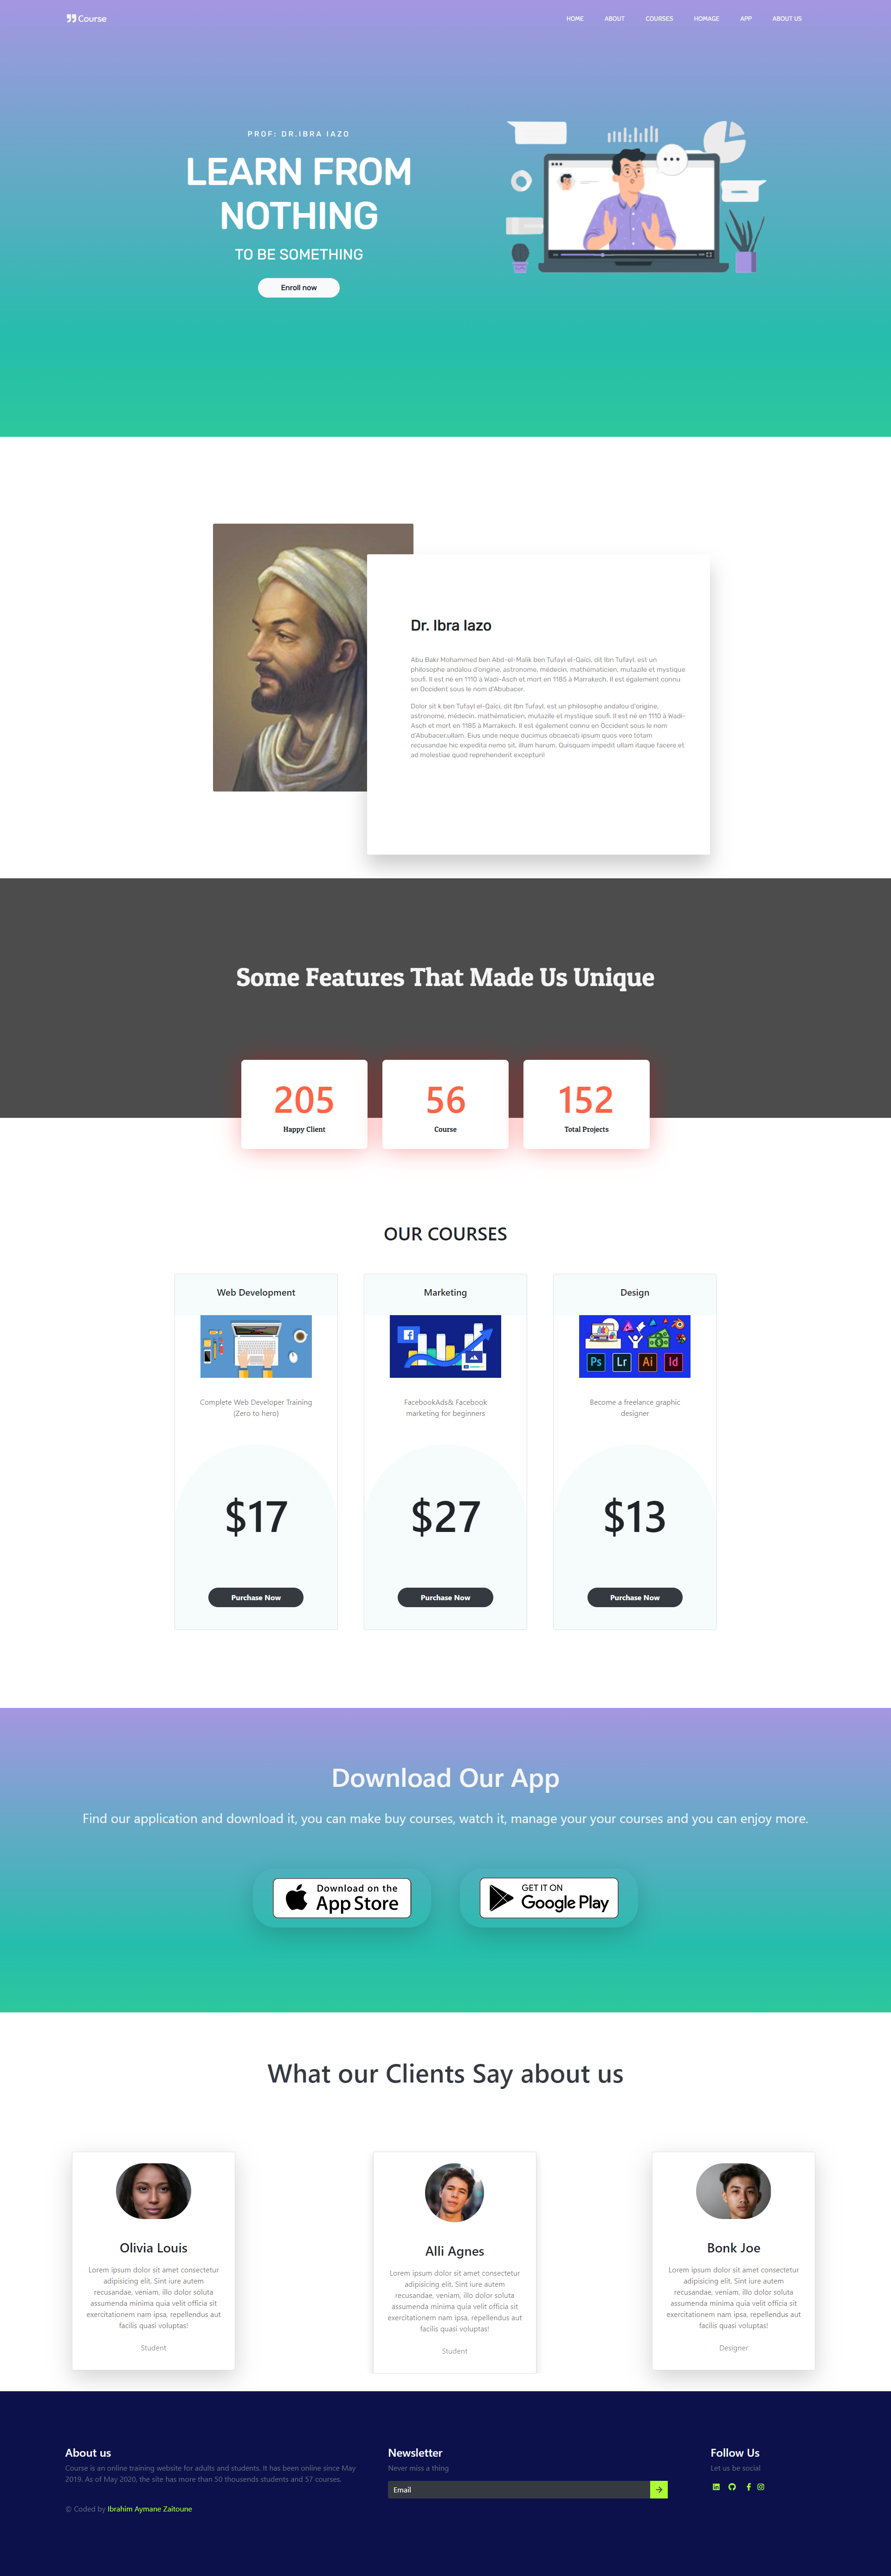 Course
HOME ABOUT COURSES HOMAGE APP ABOUT US
PROF: DR.IBRA IAZO
LEARN FROM
NOTHING
TO BE SOMETHING
Enroll now
Dr. Ibra Iazo
Abu Bakr Mohammed ben Abd-el-Malik ben Tufayl el-Qaïci, dit Ibn Tufayl, est un
philosophe andalou d'origine, astronome, médecin, mathématicien, mutazile et mystique
soufi. Il est né en 1110 à Wadi-Asch et mort en 1185 à Marrakech. Il est également connu
en Occident sous le nom d'Abubacer.
Dolor sit k ben Tufayl el-Qaïci, dit Ibn Tufayl, est un philosophe andalou d'origine,
astronome, médecin, mathématicien, mutazile et mystique soufi. Il est né en 1110 à Wadi-
Asch et mort en 1185 à Marrakech. Il est également connu en Occident sous le nom
d'Abubacer.ullam. Eius unde neque ducimus obcaecati ipsum quos vero totam
recusandae hic expedita nemo sit, illum harum. Quisquam impedit ullam itaque facere et
ad molestiae quod reprehenderit excepturi!
Some Features That Made Us Unique
205
Happy Client
56
Course
152
Total Projects
OUR COURSES
Web Development
Complete Web Developer Training
(Zero to hero)
$17
Purchase Now
Marketing
FacebookAds& Facebook
marketing for beginners
$27
Purchase Now
Design
Ps Lr Ai Id
Become a freelance graphic
designer
$13
Purchase Now
Download Our App
Find our application and download it, you can make buy courses, watch it, manage your your courses and you can enjoy more.
Download on the
App Store
GET IT ON
Google Play
What our Clients Say about us
Olivia Louis
Lorem ipsum dolor sit amet consectetur
adipisicing elit. Sint iure autem
recusandae, veniam, illo dolor soluta
assumenda minima quia velit officia sit
exercitationem nam ipsa, repellendus aut
facilis quasi voluptas!
Student
Alli Agnes
Lorem ipsum dolor sit amet consectetur
adipisicing elit. Sint iure autem
recusandae, veniam, illo dolor soluta
assumenda minima quia velit officia sit
exercitationem nam ipsa, repellendus aut
facilis quasi voluptas!
Student
Bonk Joe
Lorem ipsum dolor sit amet consectetur
adipisicing elit. Sint iure autem
recusandae, veniam, illo dolor soluta
assumenda minima quia velit officia sit
exercitationem nam ipsa, repellendus aut
facilis quasi voluptas!
Designer
About us
Course is an online training website for adults and students. It has been online since May
2019. As of May 2020, the site has more than 50 thousends students and 57 courses.
© Coded by Ibrahim Aymane Zaitoune
Newsletter
Never miss a thing
Email
Follow Us
Let us be social